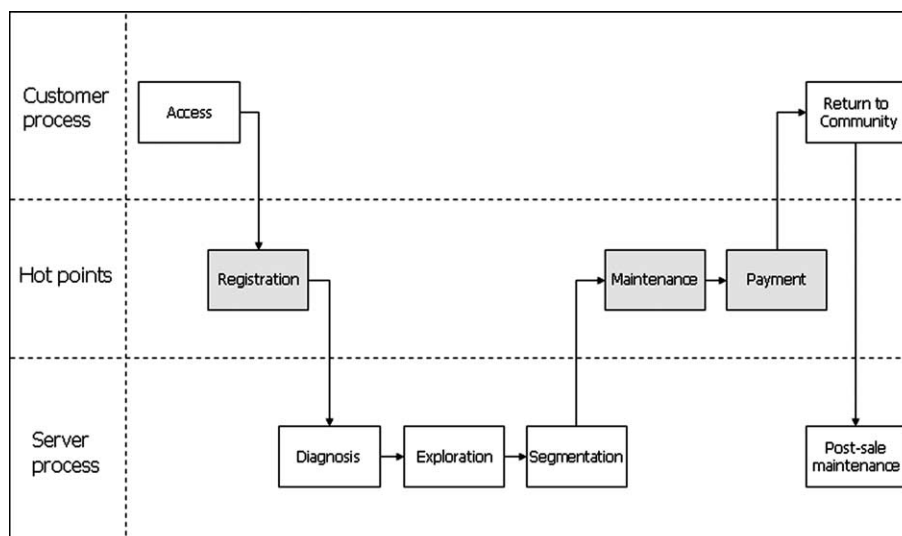 Customer
process
Access
Return to
Community
Hot points
Registration
Maintenance
Payment
Server
process
Diagnosis
Exploration
Segmentation
Post-sale
maintenance